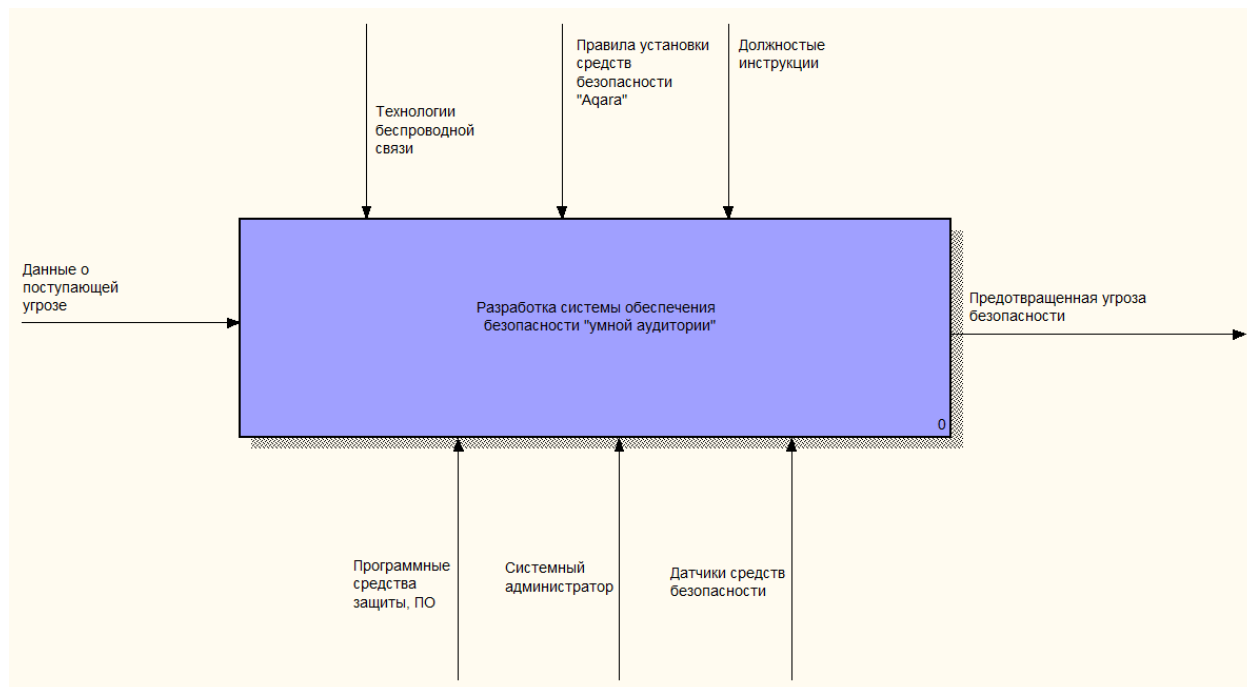 Правила установки
средств
безопасности
"Aqara"
Должностые
инструкции
Технологии
беспроводной
связи
Данные о
поступающей
угрозе
Разработка системы обеспечения
безопасности "умной аудитории"
0
Предотвращенная угроза
безопасности
Программные
средства
защиты, ПО
Системный
администратор
Датчики средств
безопасности